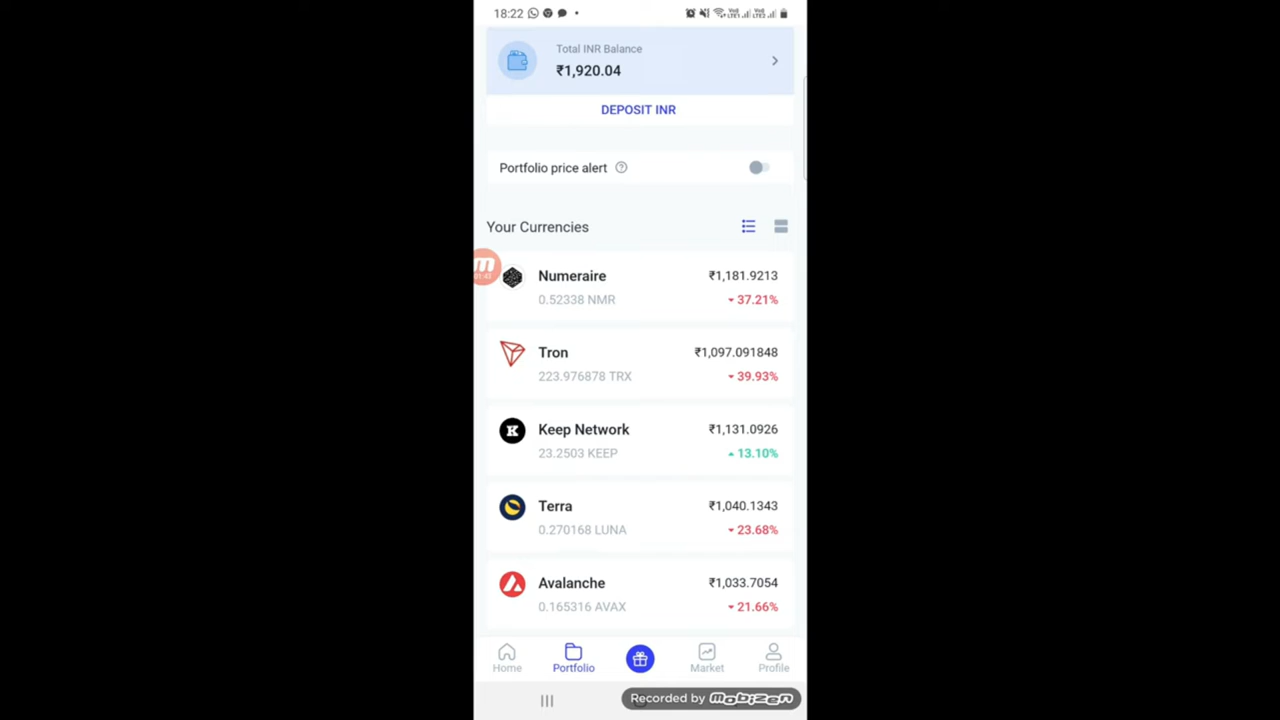 18:22
Total INR Balance
₹1,920.04
DEPOSIT INR
Portfolio price alert
Your Currencies
01:41
Numeraire ₹1,181.9213
0.52338 NMR 37.21%
Tron ₹1,097.091848
223.976878 TRX 39.93%
Keep Network ₹1,131.0926
23.2503 KEEP 13.10%
Terra ₹1,040.1343
0.270168 LUNA 23.68%
Avalanche ₹1,033.7054
0.165316 AVAX 21.66%
Home Portfolio Market Profile
Recorded by mobizen